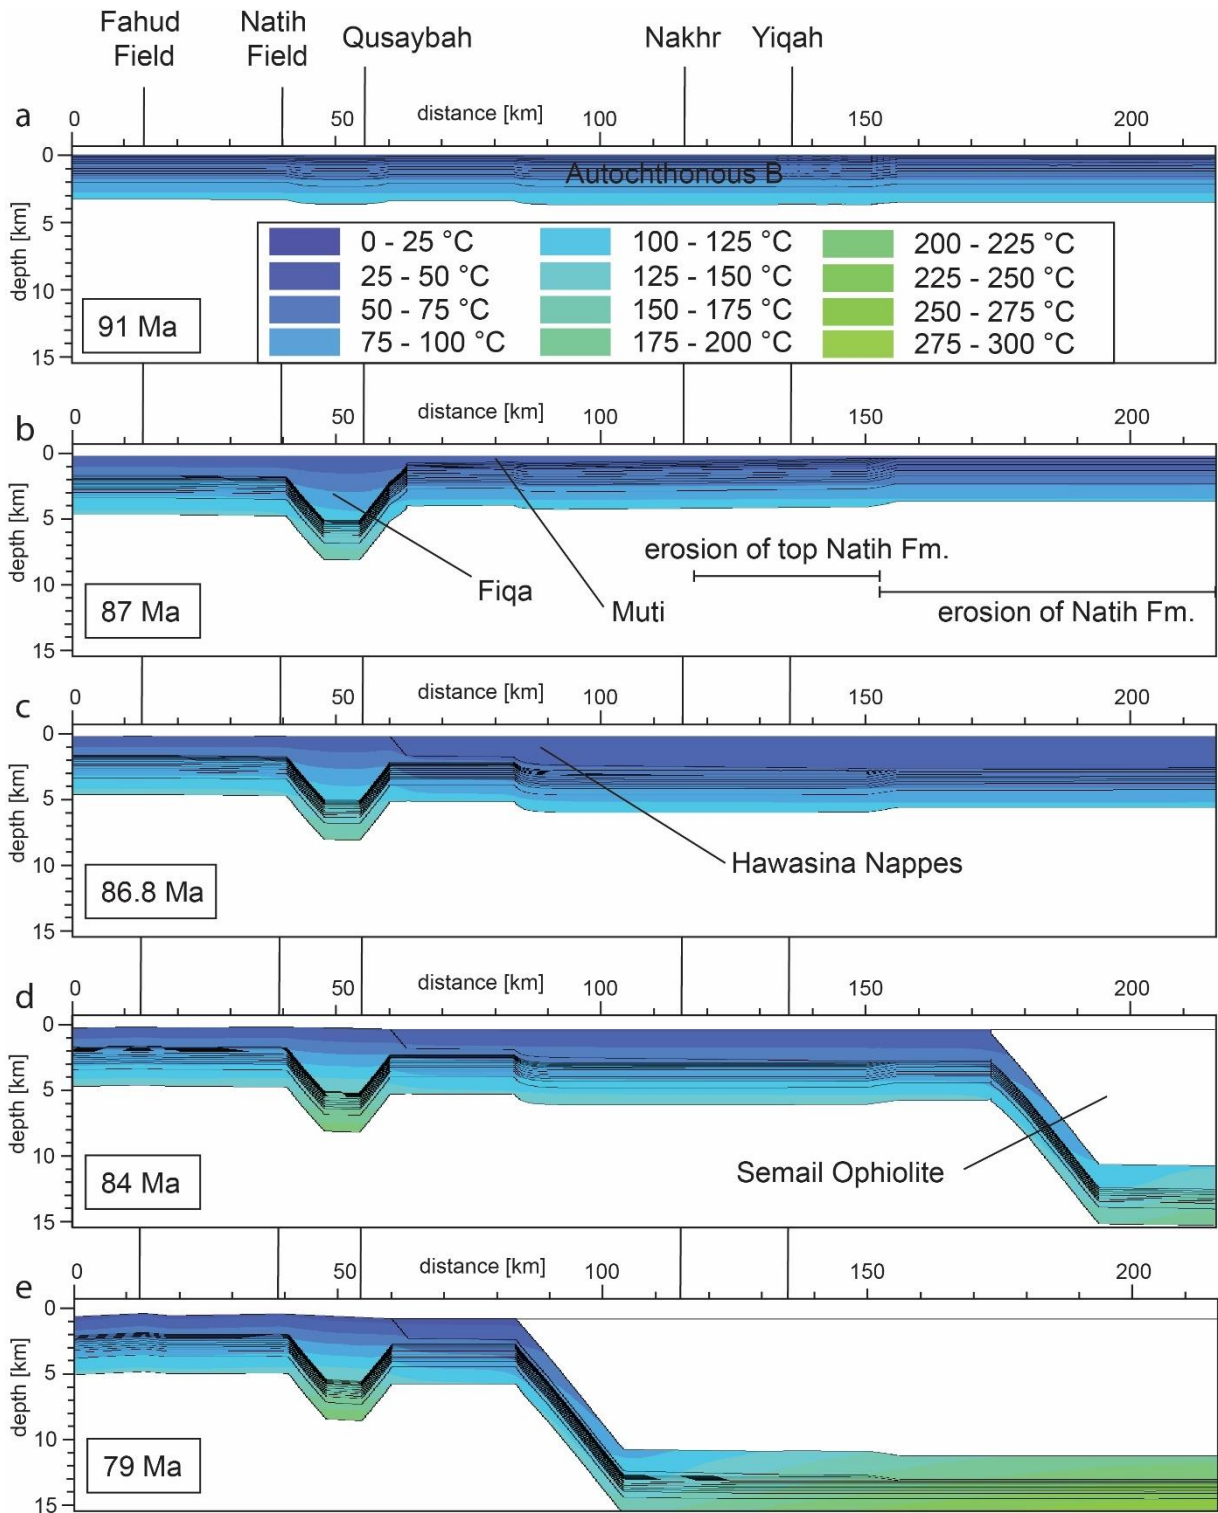 Fahud Field
Natih Field
Qusaybah
Nakhr
Yiqah
a
0
50
distance [km]
100
150
200
0
5
10
15
depth [km]
Autochthonous B
0 - 25 °C
25 - 50 °C
50 - 75 °C
75 - 100 °C
100 - 125 °C
125 - 150 °C
150 - 175 °C
175 - 200 °C
200 - 225 °C
225 - 250 °C
250 - 275 °C
275 - 300 °C
91 Ma
b
0
50
distance [km]
100
150
200
0
5
10
15
depth [km]
Fiqa
Muti
erosion of top Natih Fm.
erosion of Natih Fm.
87 Ma
c
0
50
distance [km]
100
150
200
0
5
10
15
depth [km]
Hawasina Nappes
86.8 Ma
d
0
50
distance [km]
100
150
200
0
5
10
15
depth [km]
Semail Ophiolite
84 Ma
e
0
50
distance [km]
100
150
200
0
5
10
15
depth [km]
79 Ma